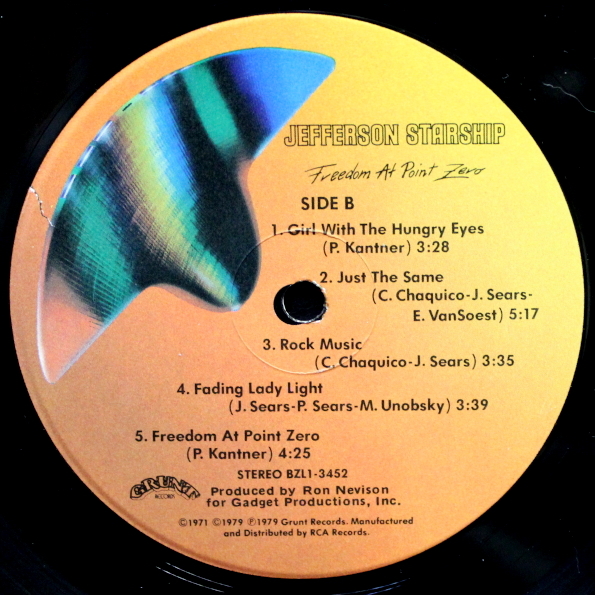 JEFFERSON STARSHIP
Freedom At Point Zero
SIDE B
1. Girl With The Hungry Eyes
(P. Kantner) 3:28
2. Just The Same
(C. Chaquico-J. Sears-
E. VanSoest) 5:17
3. Rock Music
(C. Chaquico-J. Sears) 3:35
4. Fading Lady Light
(J. Sears-P. Sears-M. Unobsky) 3:39
5. Freedom At Point Zero
(P. Kantner) 4:25
STEREO BZL1-3452
GRUNT
RECORDS
Produced by Ron Nevison
for Gadget Productions, Inc.
©1971 ©1979 ℗1979 Grunt Records. Manufactured
and Distributed by RCA Records.